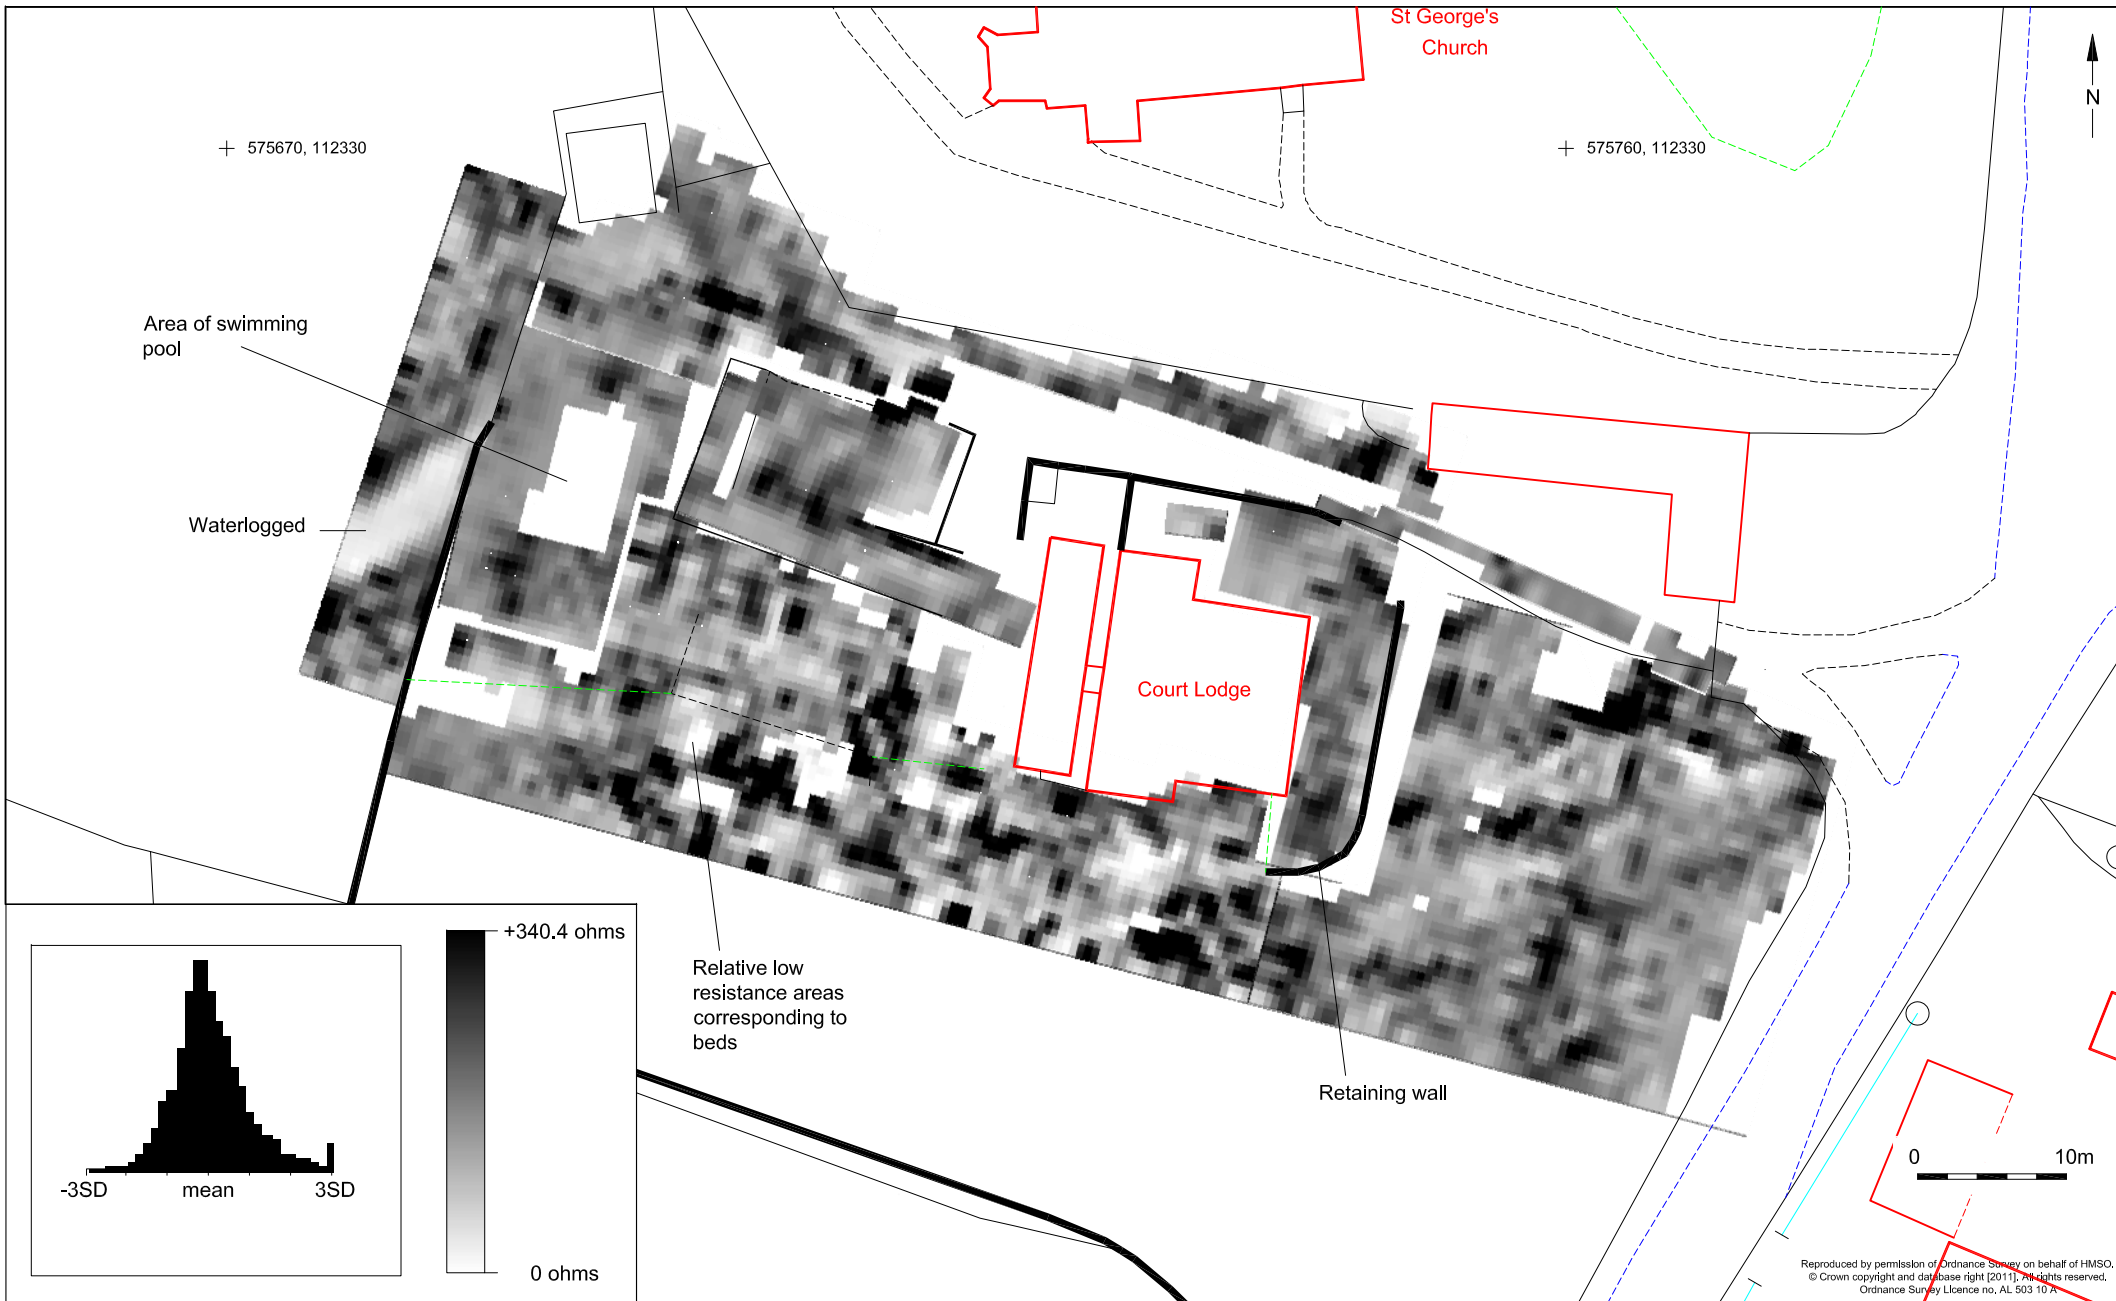 St George's
Church
N
575670, 112330
575760, 112330
Area of swimming
pool
Waterlogged
Court Lodge
+340.4 ohms
0 ohms
-3SD
mean
3SD
Relative low
resistance areas
corresponding to
beds
Retaining wall
0
10m
Reproduced by permission of Ordnance Survey on behalf of HMSO.
© Crown copyright and database right [2011]. All rights reserved.
Ordnance Survey Licence no. AL 503 10 A